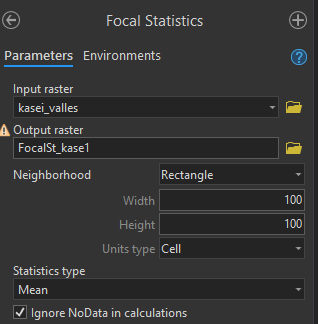 Focal Statistics
Parameters Environments
Input raster
kasei_valles
Output raster
FocalSt_kase1
Neighborhood Rectangle
Width 100
Height 100
Units type Cell
Statistics type
Mean
Ignore NoData in calculations